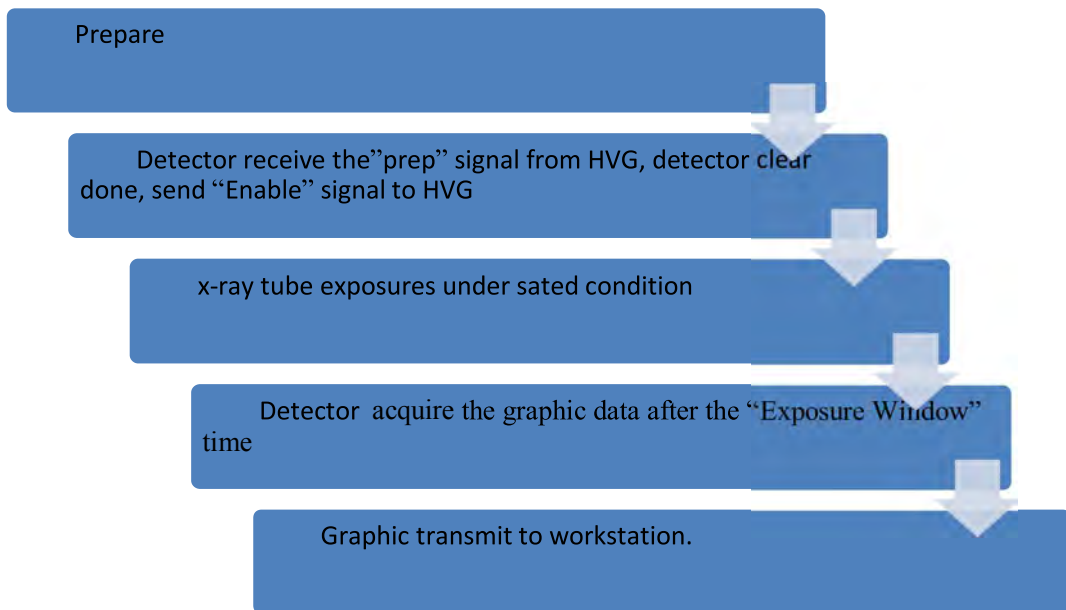 Prepare
Detector receive the”prep” signal from HVG, detector clear
done, send “Enable” signal to HVG
x-ray tube exposures under sated condition
Detector acquire the graphic data after the “Exposure Window”
time
Graphic transmit to workstation.